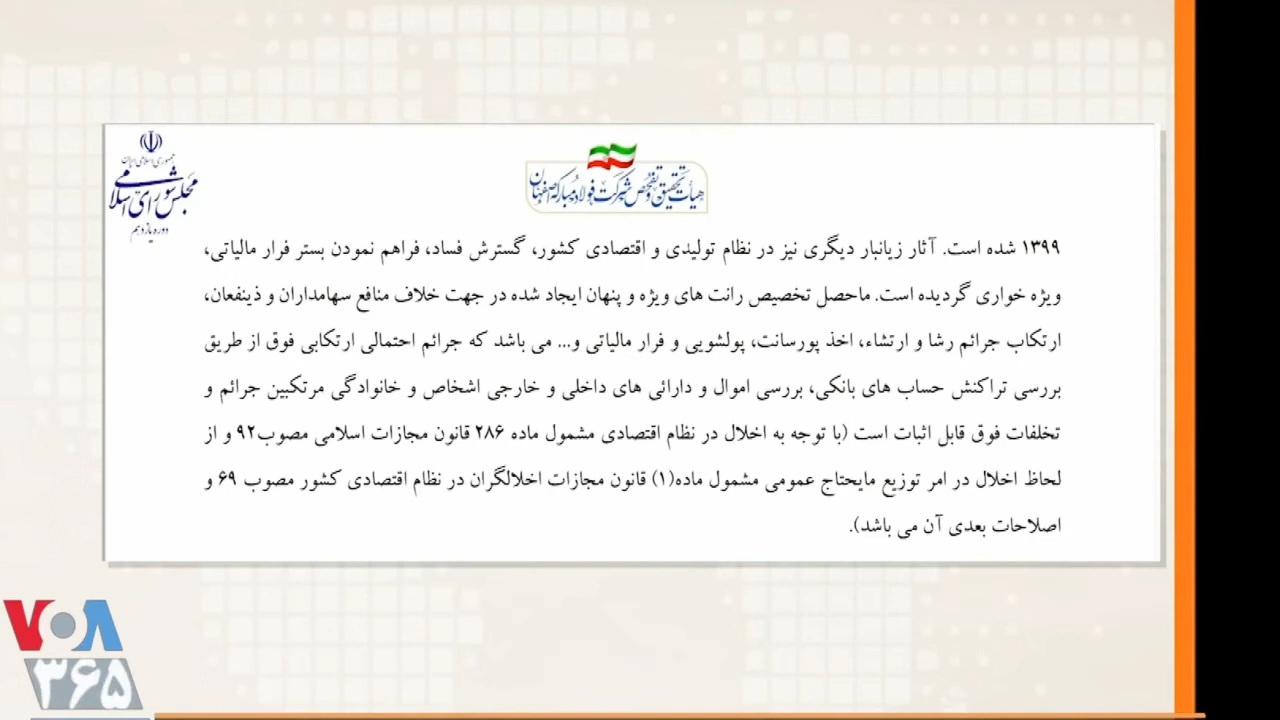 جمهوری اسلامی ایران
مجلس شورای اسلامی
دوره یازدهم
هیأت تحقیق و تفحص شرکت فولاد مبارکه اصفهان
۱۳۹۹ شده است. آثار زیانبار دیگری نیز در نظام تولیدی و اقتصادی کشور، گسترش فساد، فراهم نمودن بستر فرار مالیاتی،
ویژه خواری گردیده است. ماحصل تخصیص رانت های ویژه و پنهان ایجاد شده در جهت خلاف منافع سهامداران و ذینفعان،
ارتکاب جرائم رشا و ارتشاء، اخذ پورسانت، پولشویی و فرار مالیاتی و... می باشد که جرائم احتمالی ارتکابی فوق از طریق
بررسی تراکنش حساب های بانکی، بررسی اموال و دارائی های داخلی و خارجی اشخاص و خانوادگی مرتکبین جرائم و
تخلفات فوق قابل اثبات است (با توجه به اخلال در نظام اقتصادی مشمول ماده ۲۸۶ قانون مجازات اسلامی مصوب۹۲ و از
لحاظ اخلال در امر توزیع مایحتاج عمومی مشمول ماده(۱) قانون مجازات اخلالگران در نظام اقتصادی کشور مصوب ۶۹ و
اصلاحات بعدی آن می باشد).
VOA
۳۶۵